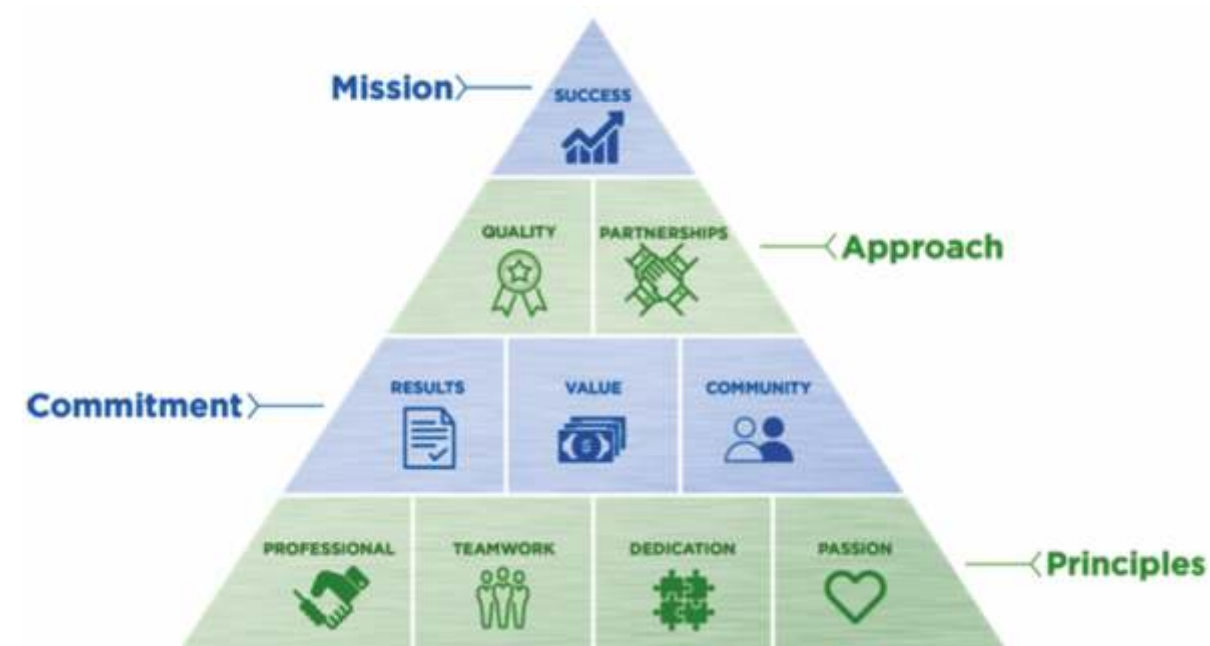 Mission
SUCCESS
QUALITY
PARTNERSHIPS
Approach
Commitment
RESULTS
VALUE
COMMUNITY
$
PROFESSIONAL
TEAMWORK
DEDICATION
PASSION
Principles